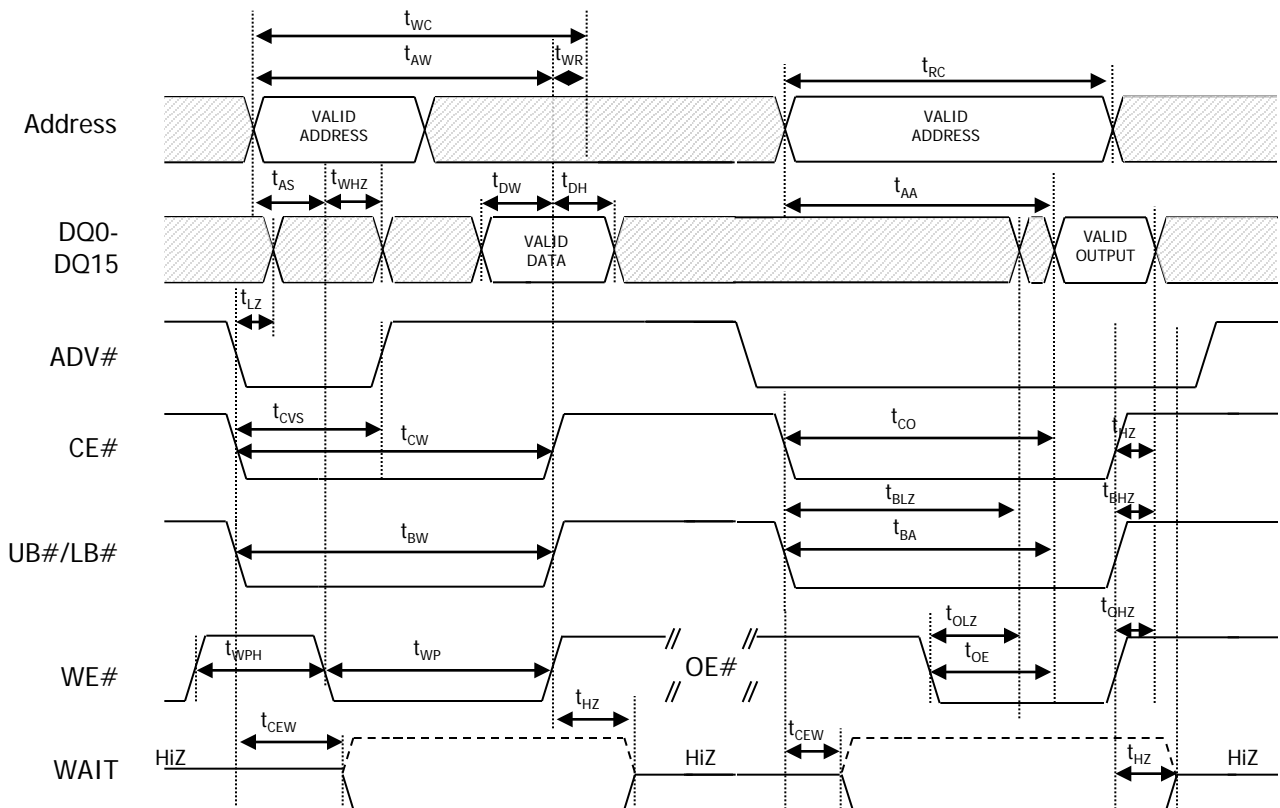 tWC
tAW
tWR
tRC
Address
VALID
ADDRESS
VALID
ADDRESS
tAS
tWHZ
tDW
tDH
tAA
DQ0-
DQ15
VALID
DATA
VALID
OUTPUT
tLZ
ADV#
tCVS
tCW
tCO
tHZ
CE#
tBLZ
tBHZ
UB#/LB#
tBW
tBA
tOLZ
tOHZ
WE#
tWPH
tWP
OE#
tOE
tCEW
tHZ
tCEW
WAIT
HiZ
HiZ
tHZ
HiZ